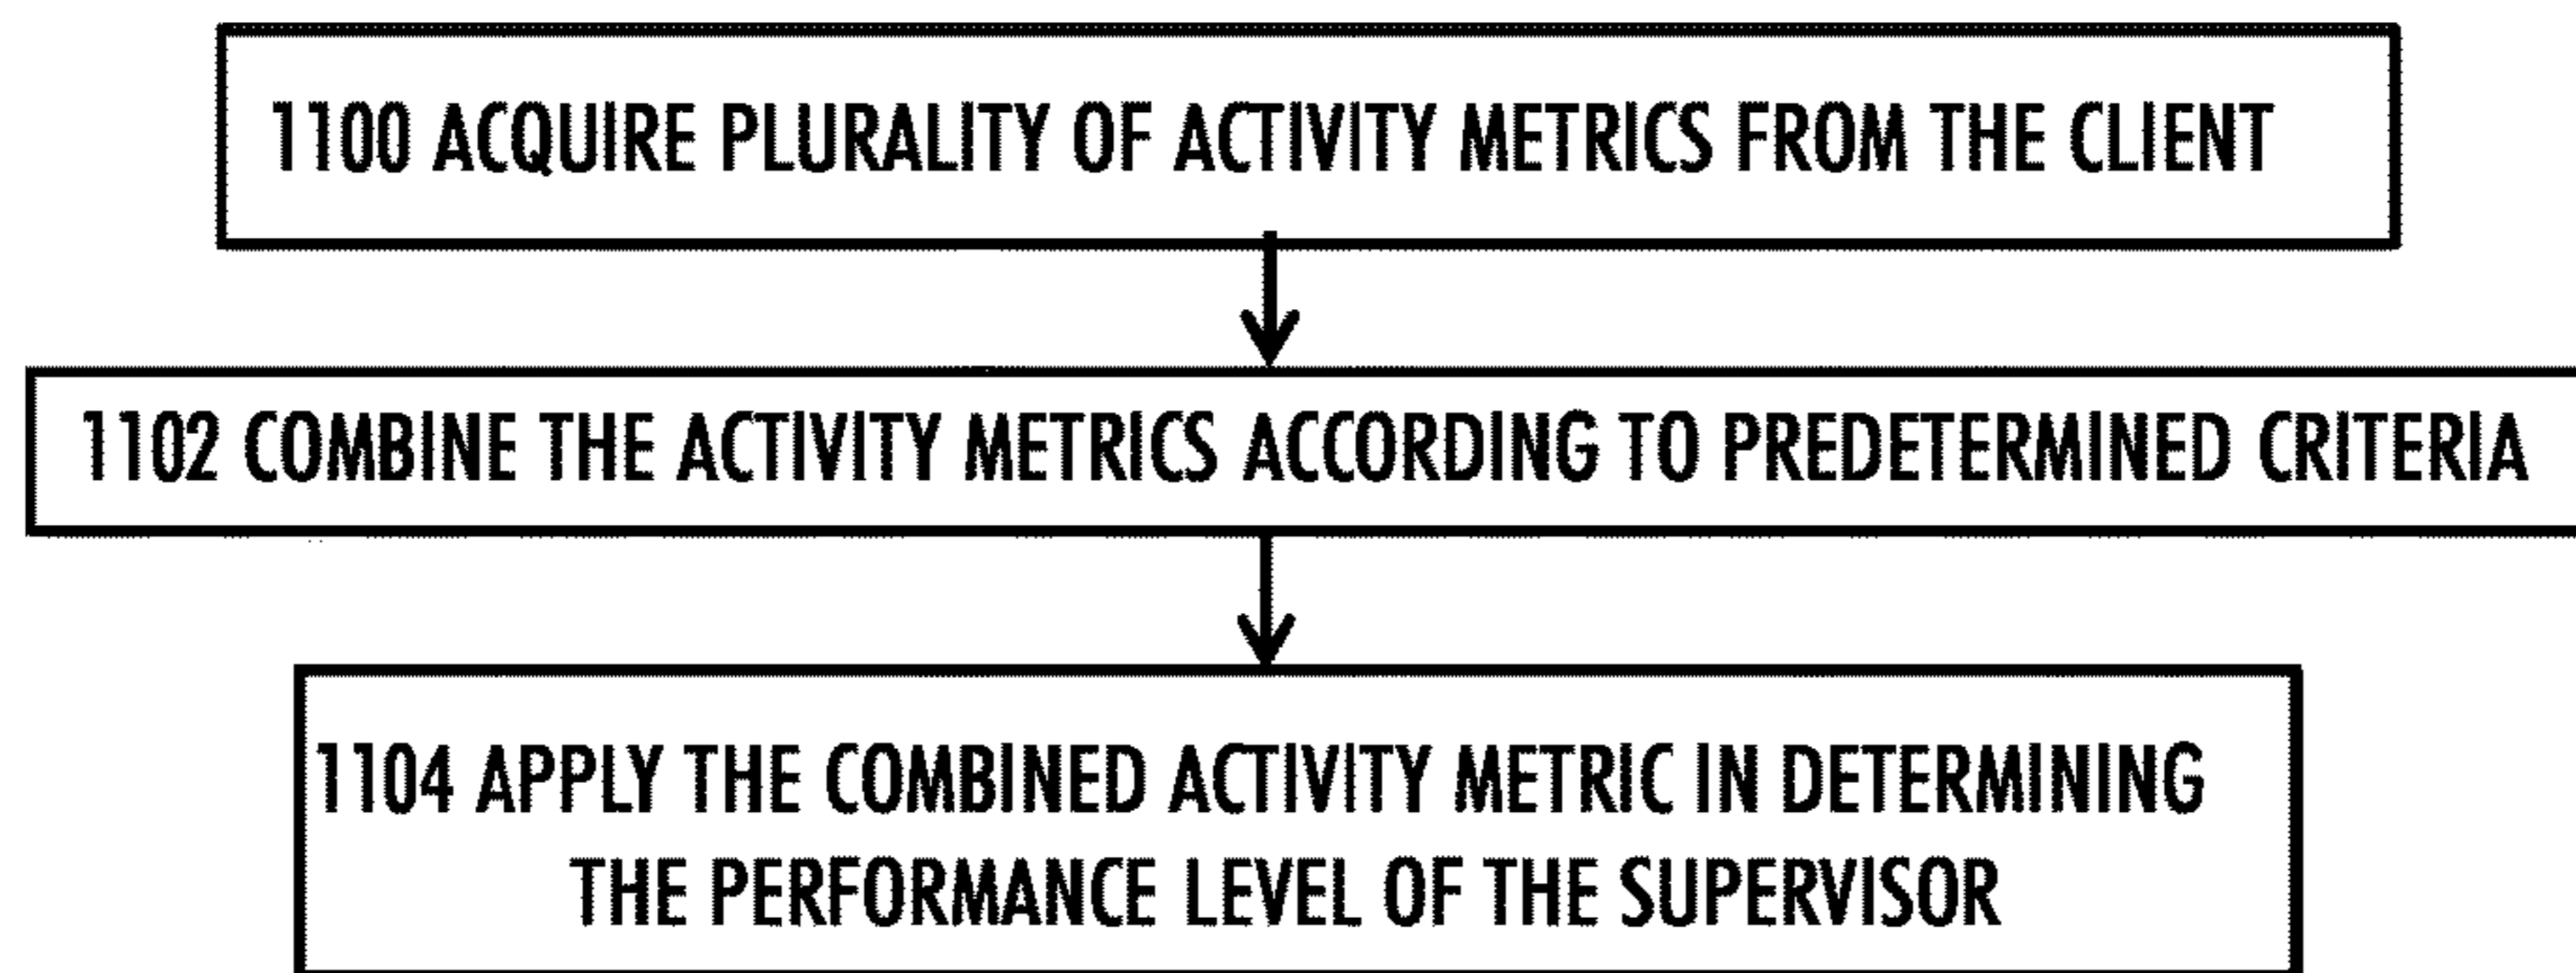 1100 ACQUIRE PLURALITY OF ACTIVITY METRICS FROM THE CLIENT
1102 COMBINE THE ACTIVITY METRICS ACCORDING TO PREDETERMINED CRITERIA
1104 APPLY THE COMBINED ACTIVITY METRIC IN DETERMINING
THE PERFORMANCE LEVEL OF THE SUPERVISOR